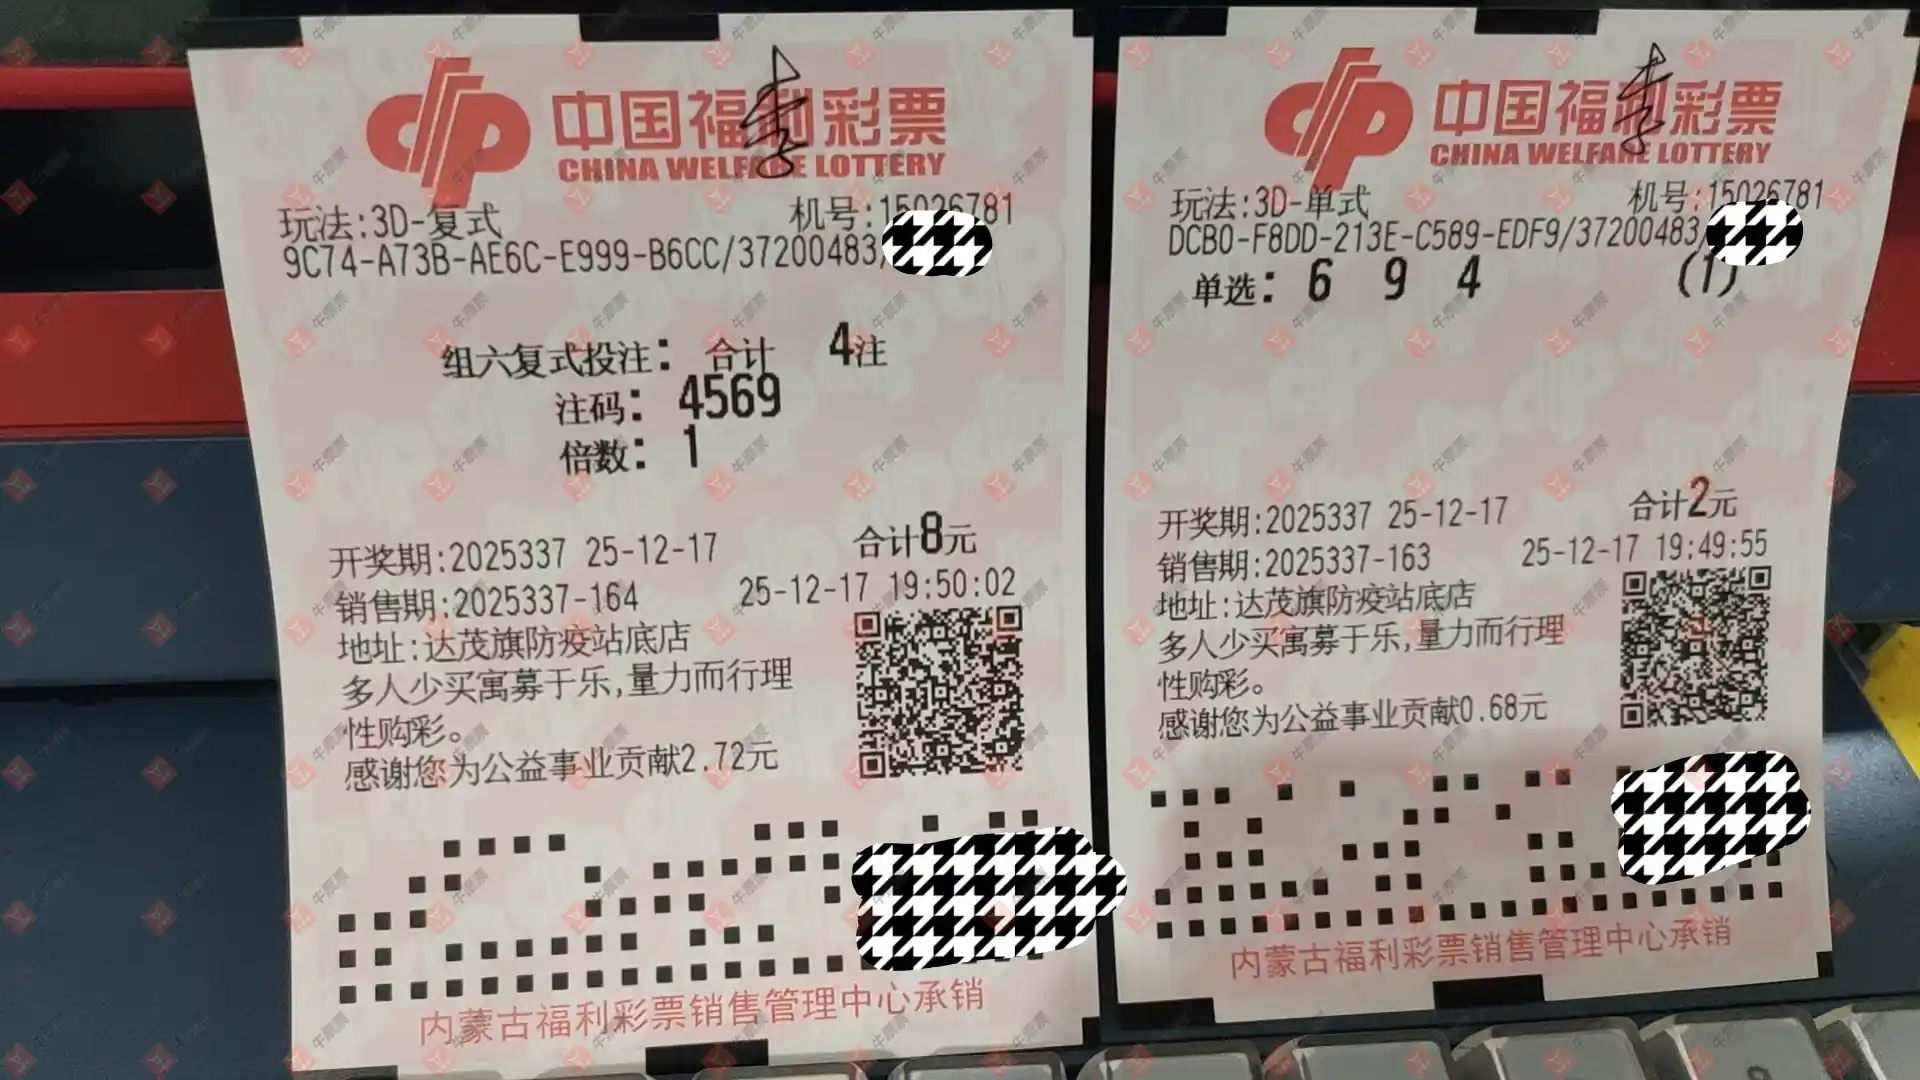 中国福利彩票
CHINA WELFARE LOTTERY
李
玩法:3D-复式 机号:15026781
9C74-A73B-AE6C-E999-B6CC/37200483/
组六复式投注: 合计 4注
注码: 4569
倍数: 1
开奖期:2025337 25-12-17 合计8元
销售期:2025337-164 25-12-17 19:50:02
地址:达茂旗防疫站底店
多人少买寓募于乐,量力而行理
性购彩。
感谢您为公益事业贡献2.72元
内蒙古福利彩票销售管理中心承销
中国福利彩票
CHINA WELFARE LOTTERY
李
玩法:3D-单式 机号:15026781
DCB0-F8DD-213E-C589-EDF9/37200483/
单选: 6 9 4 (1)
开奖期:2025337 25-12-17 合计2元
销售期:2025337-163 25-12-17 19:49:55
地址:达茂旗防疫站底店
多人少买寓募于乐,量力而行理
性购彩。
感谢您为公益事业贡献0.68元
内蒙古福利彩票销售管理中心承销